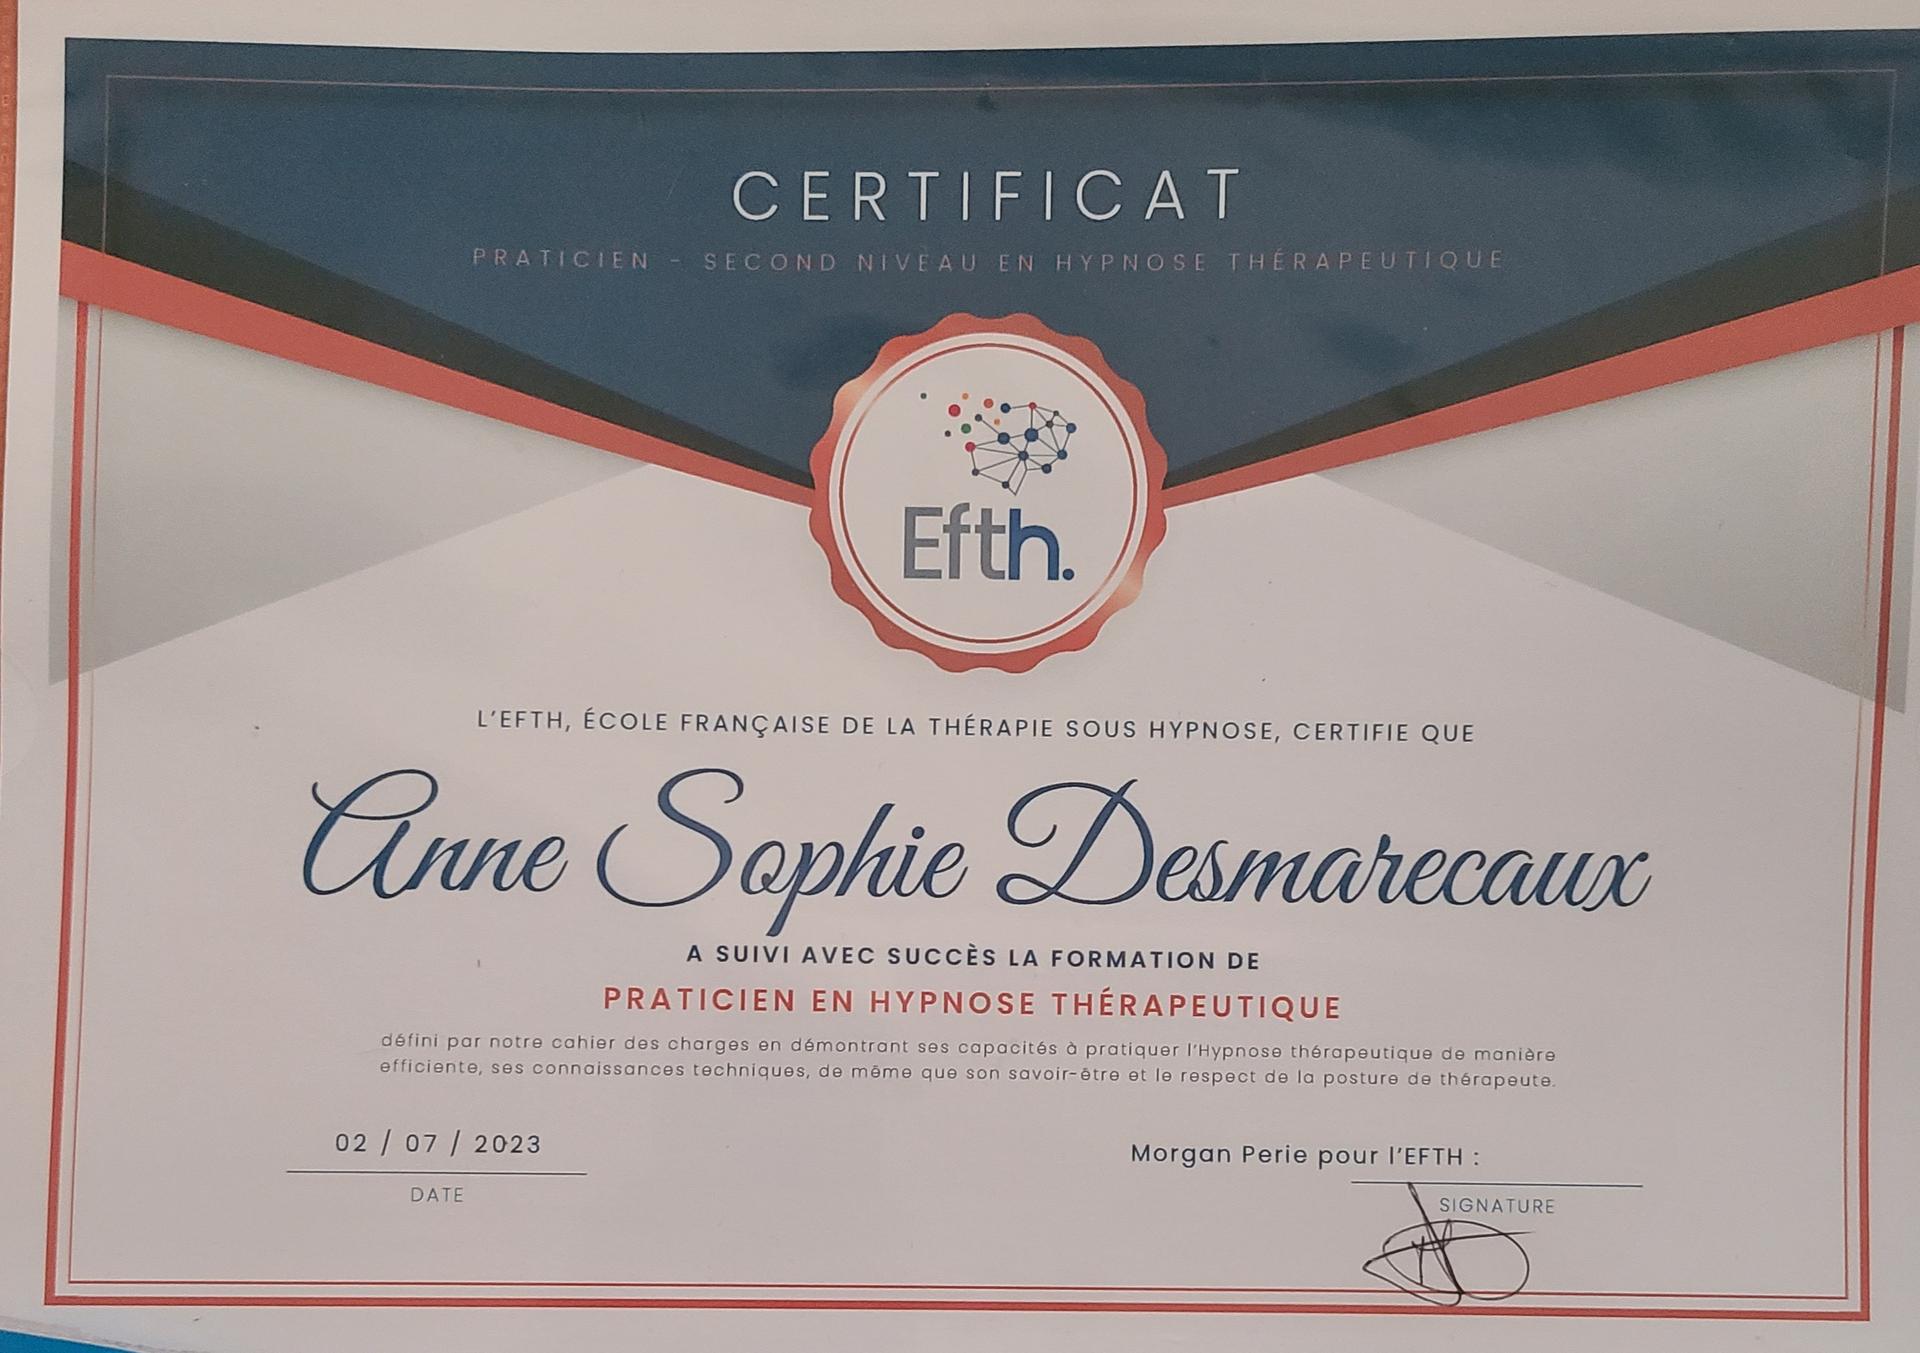 CERTIFICAT
PRATICIEN - SECOND NIVEAU EN HYPNOSE THÉRAPEUTIQUE
Efth.
L'EFTH, ÉCOLE FRANÇAISE DE LA THÉRAPIE SOUS HYPNOSE, CERTIFIE QUE
Anne Sophie Desmarecaux
A SUIVI AVEC SUCCÈS LA FORMATION DE
PRATICIEN EN HYPNOSE THÉRAPEUTIQUE
défini par notre cahier des charges en démontrant ses capacités à pratiquer l'Hypnose thérapeutique de manière
efficiente, ses connaissances techniques, de même que son savoir-être et le respect de la posture de thérapeute.
02 / 07 / 2023
DATE
Morgan Perie pour l'EFTH :
SIGNATURE